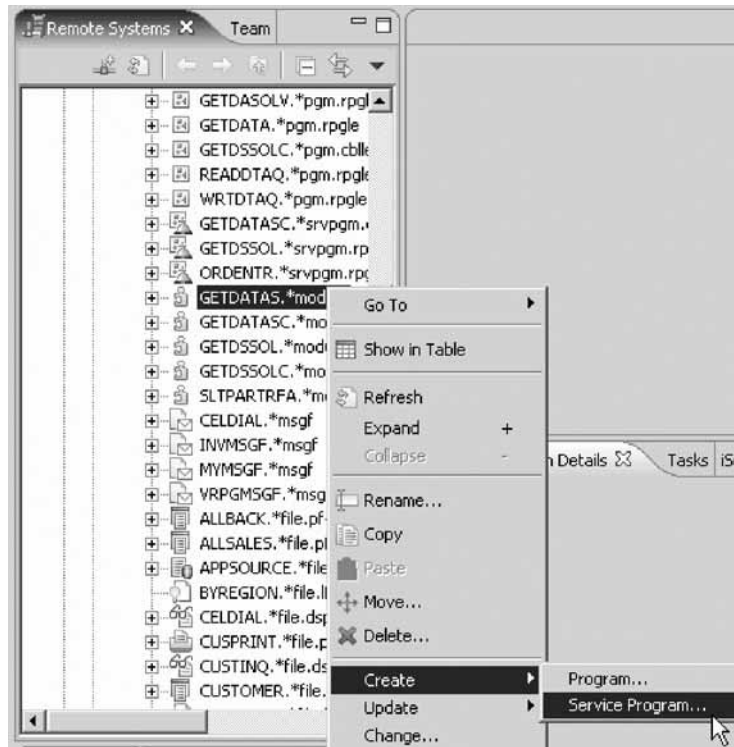 Remote Systems
Team
GETDASOLV.*pgm.rpgl
GETDATA.*pgm.rpgle
GETDSSOLC.*pgm.cblle
READDTAQ.*pgm.rpgle
WRTDTAQ.*pgm.rpgle
GETDATASC.*srvpgm.
GETDSSOL.*srvpgm.rp
ORDENTR.*srvpgm.rpg
GETDATAS.*mod
GETDATASC.*mo
GETDSSOL.*modu
GETDSSOLC.*mo
SLTPARTRFA.*m
CELDIAL.*msgf
INVMSGF.*msgf
MYMSGF.*msgf
VRPGMSGF.*msg
ALLBACK.*file.pf-
ALLSALES.*file.p
APPSOURCE.*file
BYREGION.*file.l
CELDIAL.*file.dsp
CUSPRINT.*file.p
CUSTINQ.*file.ds
CUSTOMER.*file.
Go To
Show in Table
Refresh
Expand +
Collapse -
Rename...
Copy
Paste
Move...
Delete...
Create
Update
Change...
Program...
Service Program...
n Details
Tasks
iS